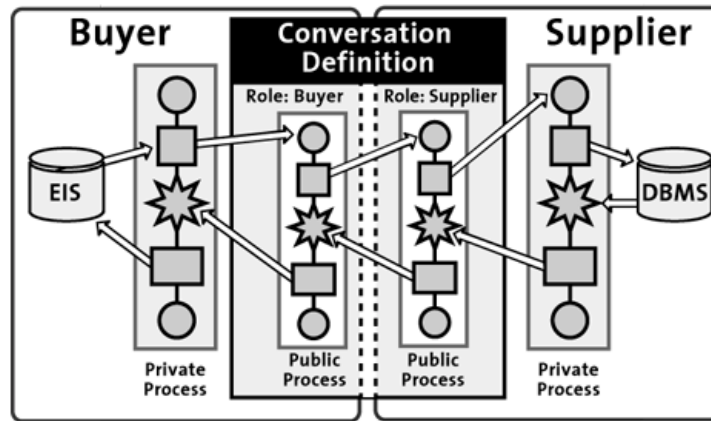 Buyer
Conversation
Definition
Supplier
Role: Buyer
Role: Supplier
EIS
DBMS
Private
Process
Public
Process
Public
Process
Private
Process